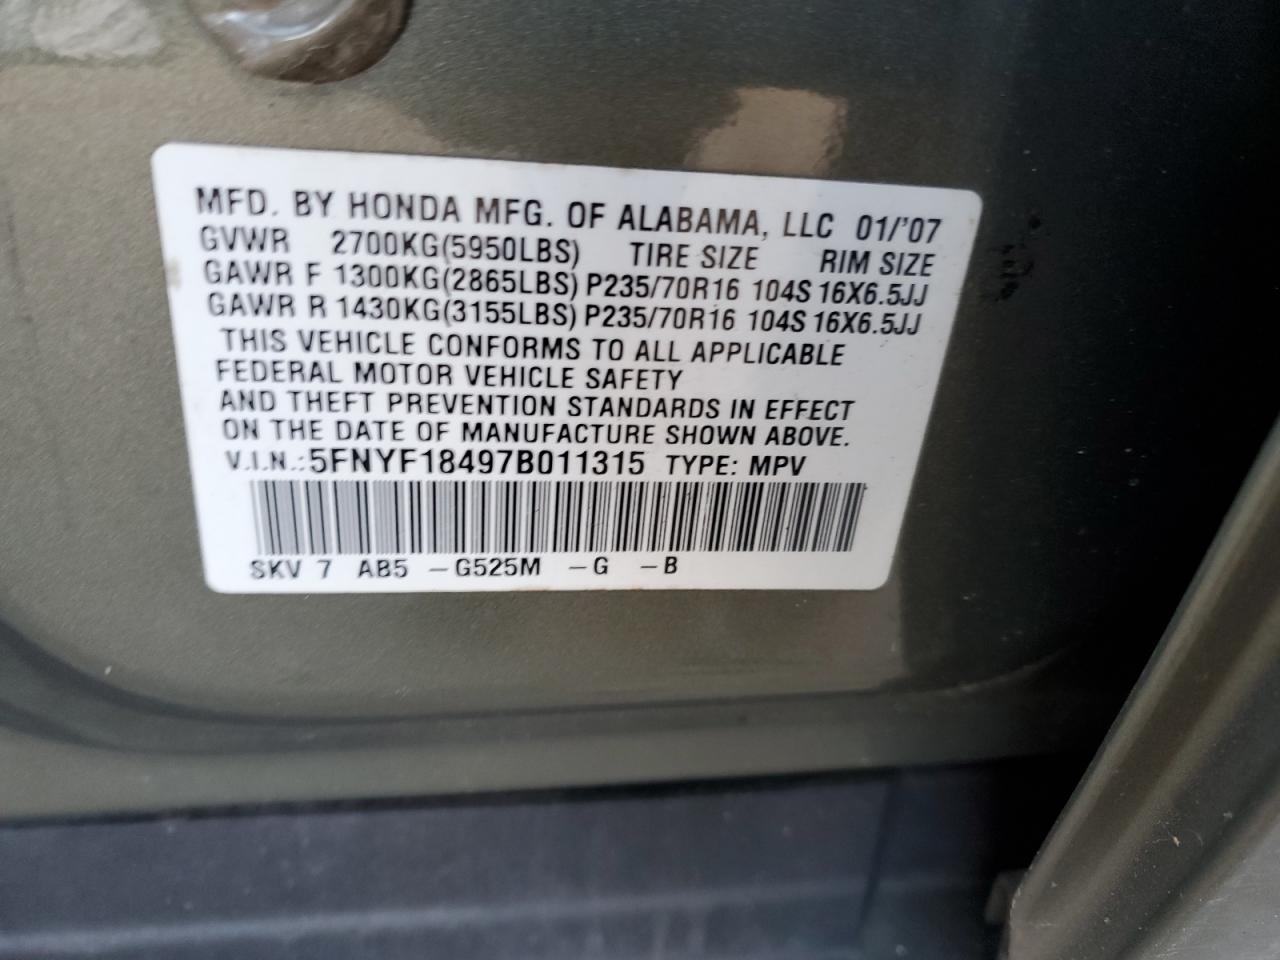 MFD. BY HONDA MFG. OF ALABAMA, LLC 01/'07
GVWR 2700KG(5950LBS) TIRE SIZE RIM SIZE
GAWR F 1300KG(2865LBS) P235/70R16 104S 16X6.5JJ
GAWR R 1430KG(3155LBS) P235/70R16 104S 16X6.5JJ
THIS VEHICLE CONFORMS TO ALL APPLICABLE
FEDERAL MOTOR VEHICLE SAFETY
AND THEFT PREVENTION STANDARDS IN EFFECT
ON THE DATE OF MANUFACTURE SHOWN ABOVE.
V.I.N.:5FNYF18497B011315 TYPE: MPV
SKV 7 AB5 -G525M -G -B